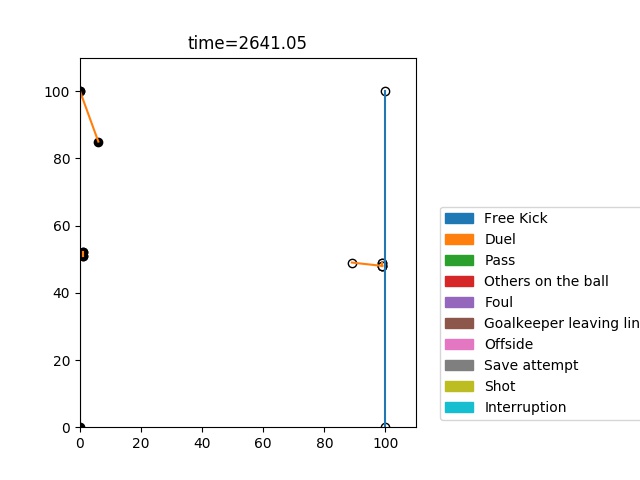 time=2641.05
100
80
60
40
20
0
0 20 40 60 80 100
Free Kick
Duel
Pass
Others on the ball
Foul
Goalkeeper leaving lin
Offside
Save attempt
Shot
Interruption